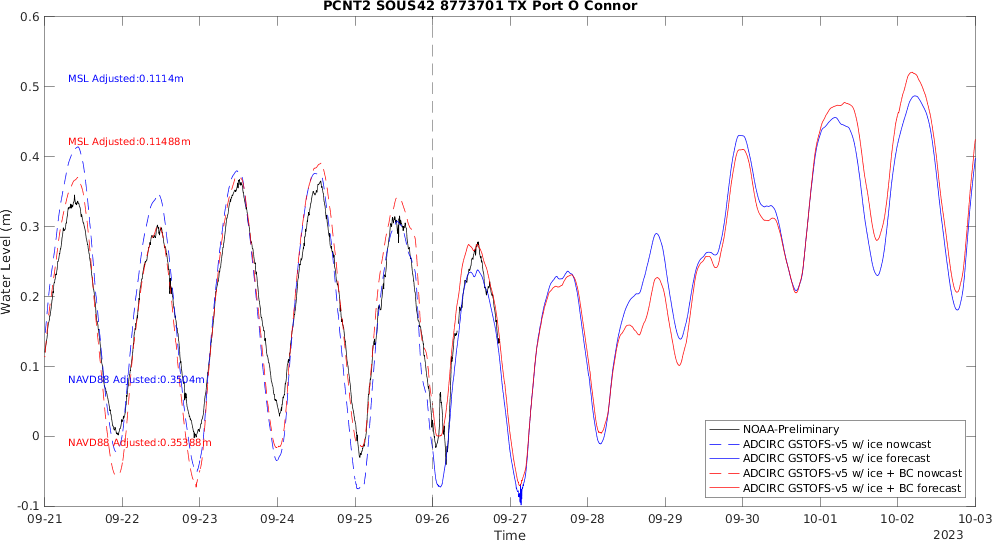 PCNT2 SOUS42 8773701 TX Port O Connor
0.6
0.5
0.4
0.3
0.2
0.1
0
-0.1
Water Level (m)
MSL Adjusted:0.1114m
MSL Adjusted:0.11488m
NAVD88 Adjusted:0.3504m
NAVD88 Adjusted:0.35388m
NOAA-Preliminary
ADCIRC GSTOFS-v5 w/ ice nowcast
ADCIRC GSTOFS-v5 w/ ice forecast
ADCIRC GSTOFS-v5 w/ ice + BC nowcast
ADCIRC GSTOFS-v5 w/ ice + BC forecast
09-21 09-22 09-23 09-24 09-25 09-26 09-27 09-28 09-29 09-30 10-01 10-02 10-03
Time
2023